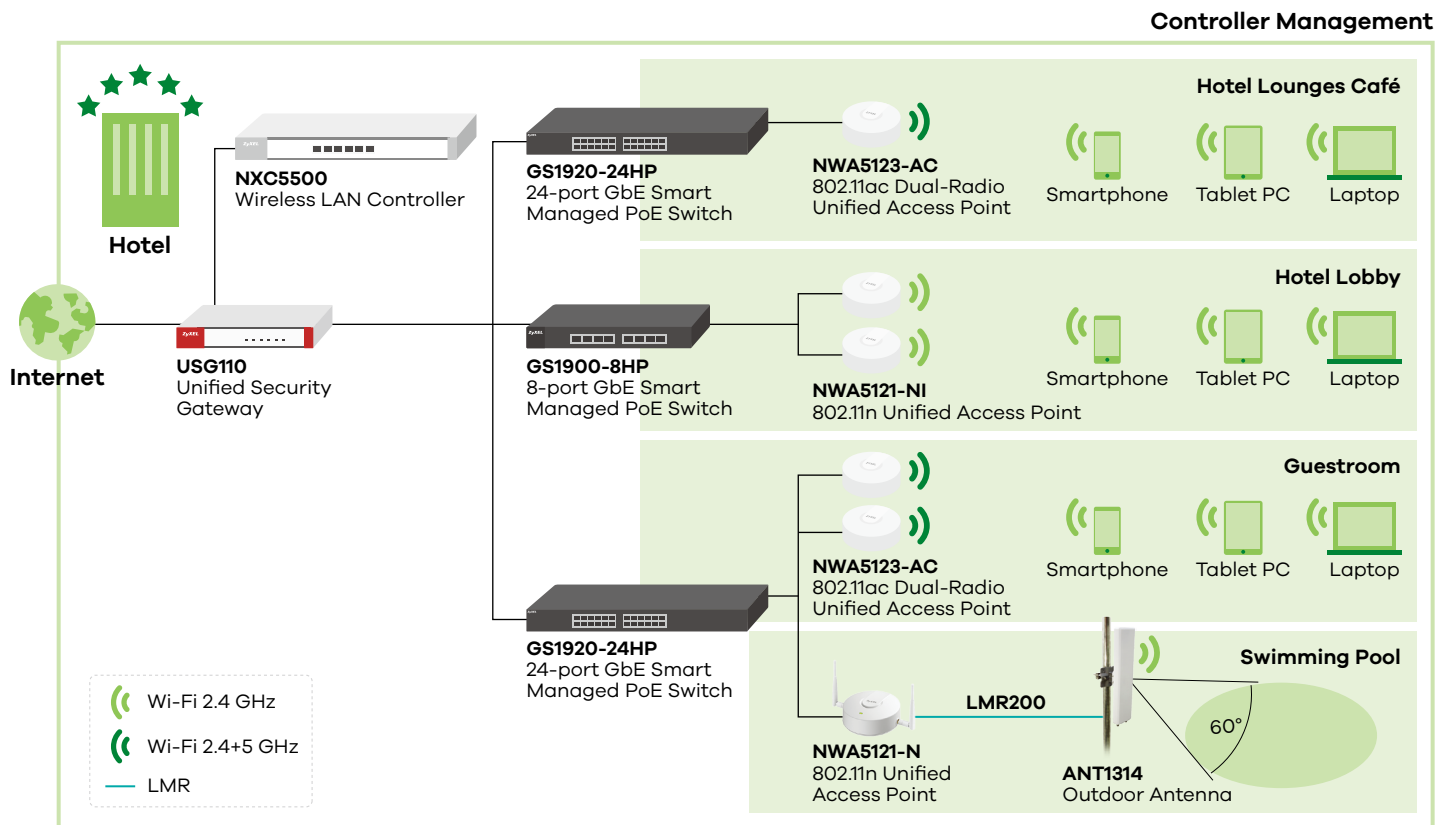 Controller Management
Hotel
Internet
ZyXEL
NXC5500
Wireless LAN Controller
ZyXEL
USG110
Unified Security
Gateway
GS1920-24HP
24-port GbE Smart
Managed PoE Switch
ZyXEL
GS1900-8HP
8-port GbE Smart
Managed PoE Switch
GS1920-24HP
24-port GbE Smart
Managed PoE Switch
Hotel Lounges Café
NWA5123-AC
802.11ac Dual-Radio
Unified Access Point
Smartphone
Tablet PC
Laptop
Hotel Lobby
NWA5121-NI
802.11n Unified Access Point
Smartphone
Tablet PC
Laptop
Guestroom
NWA5123-AC
802.11ac Dual-Radio
Unified Access Point
Smartphone
Tablet PC
Laptop
Swimming Pool
LMR200
60°
NWA5121-N
802.11n Unified
Access Point
ANT1314
Outdoor Antenna
Wi-Fi 2.4 GHz
Wi-Fi 2.4+5 GHz
LMR